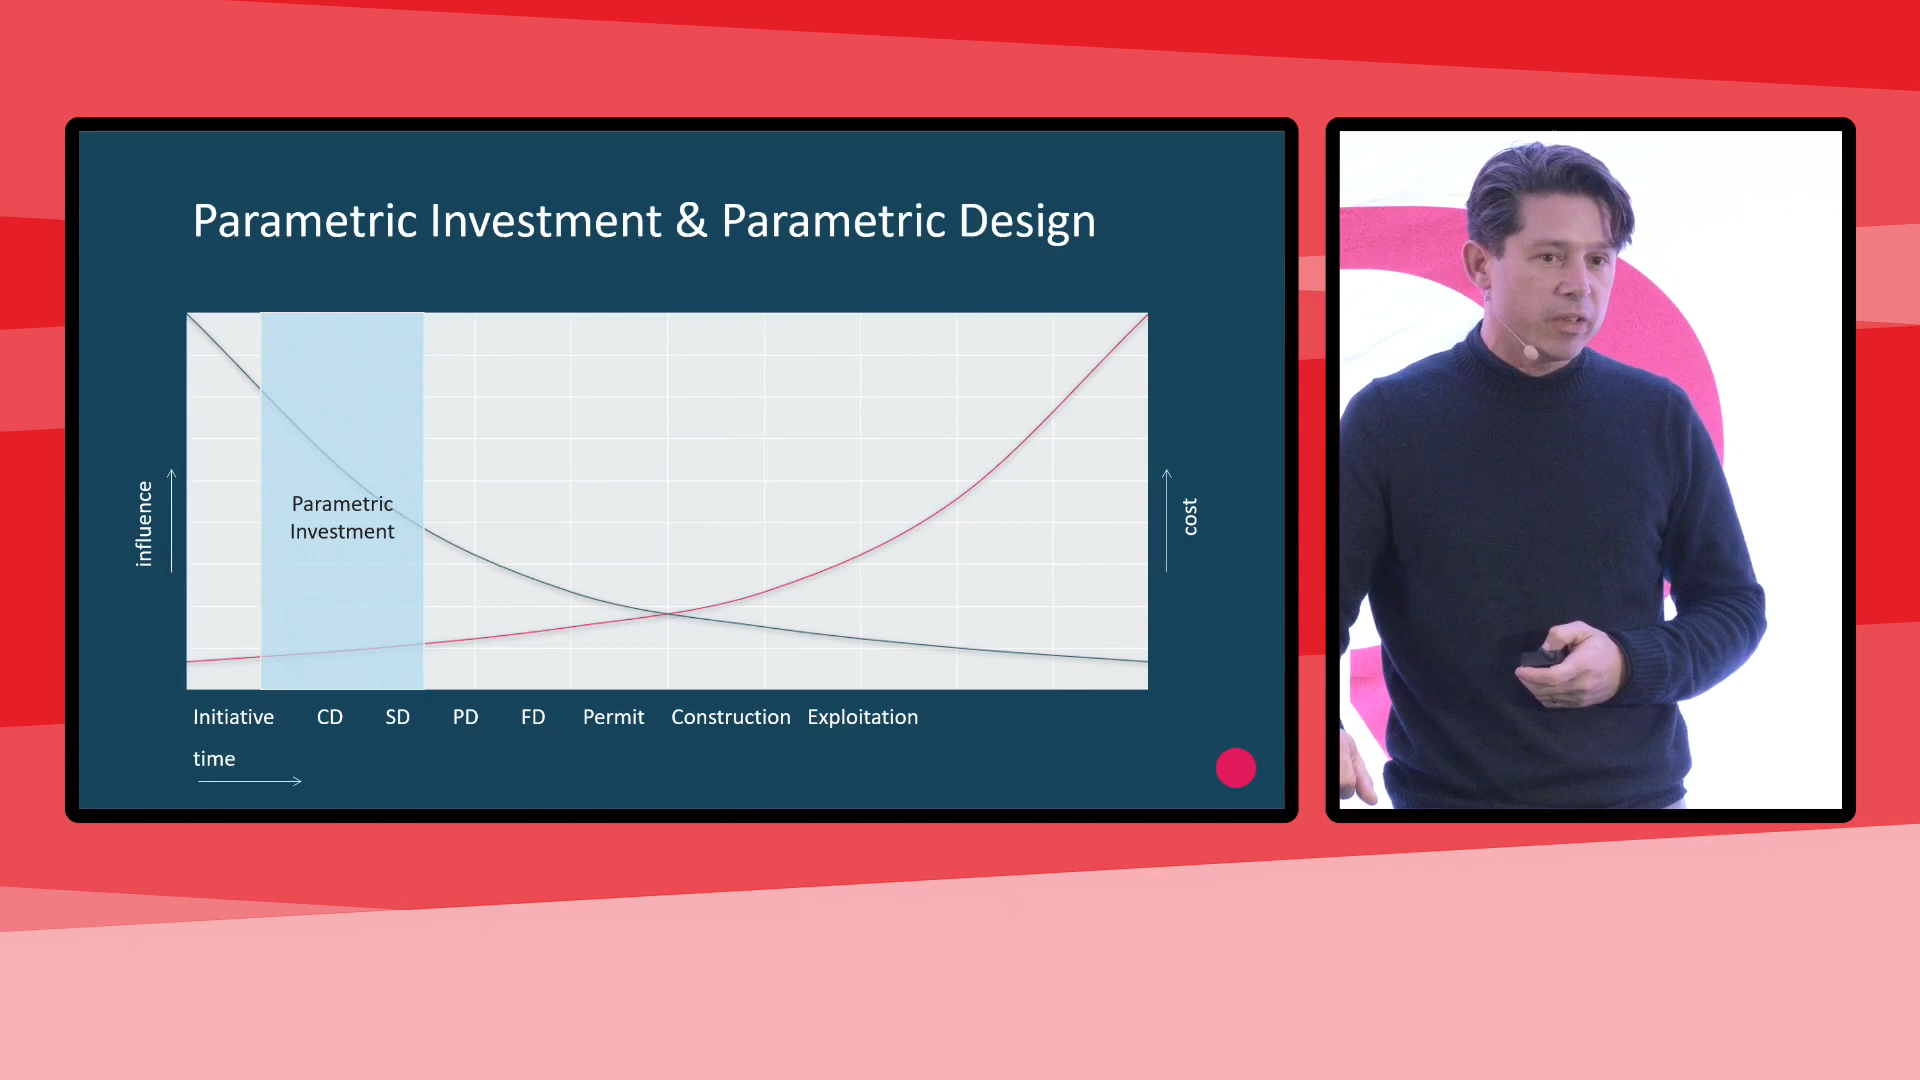 Parametric Investment & Parametric Design
Parametric
Investment
influence
cost
Initiative CD SD PD FD Permit Construction Exploitation
time